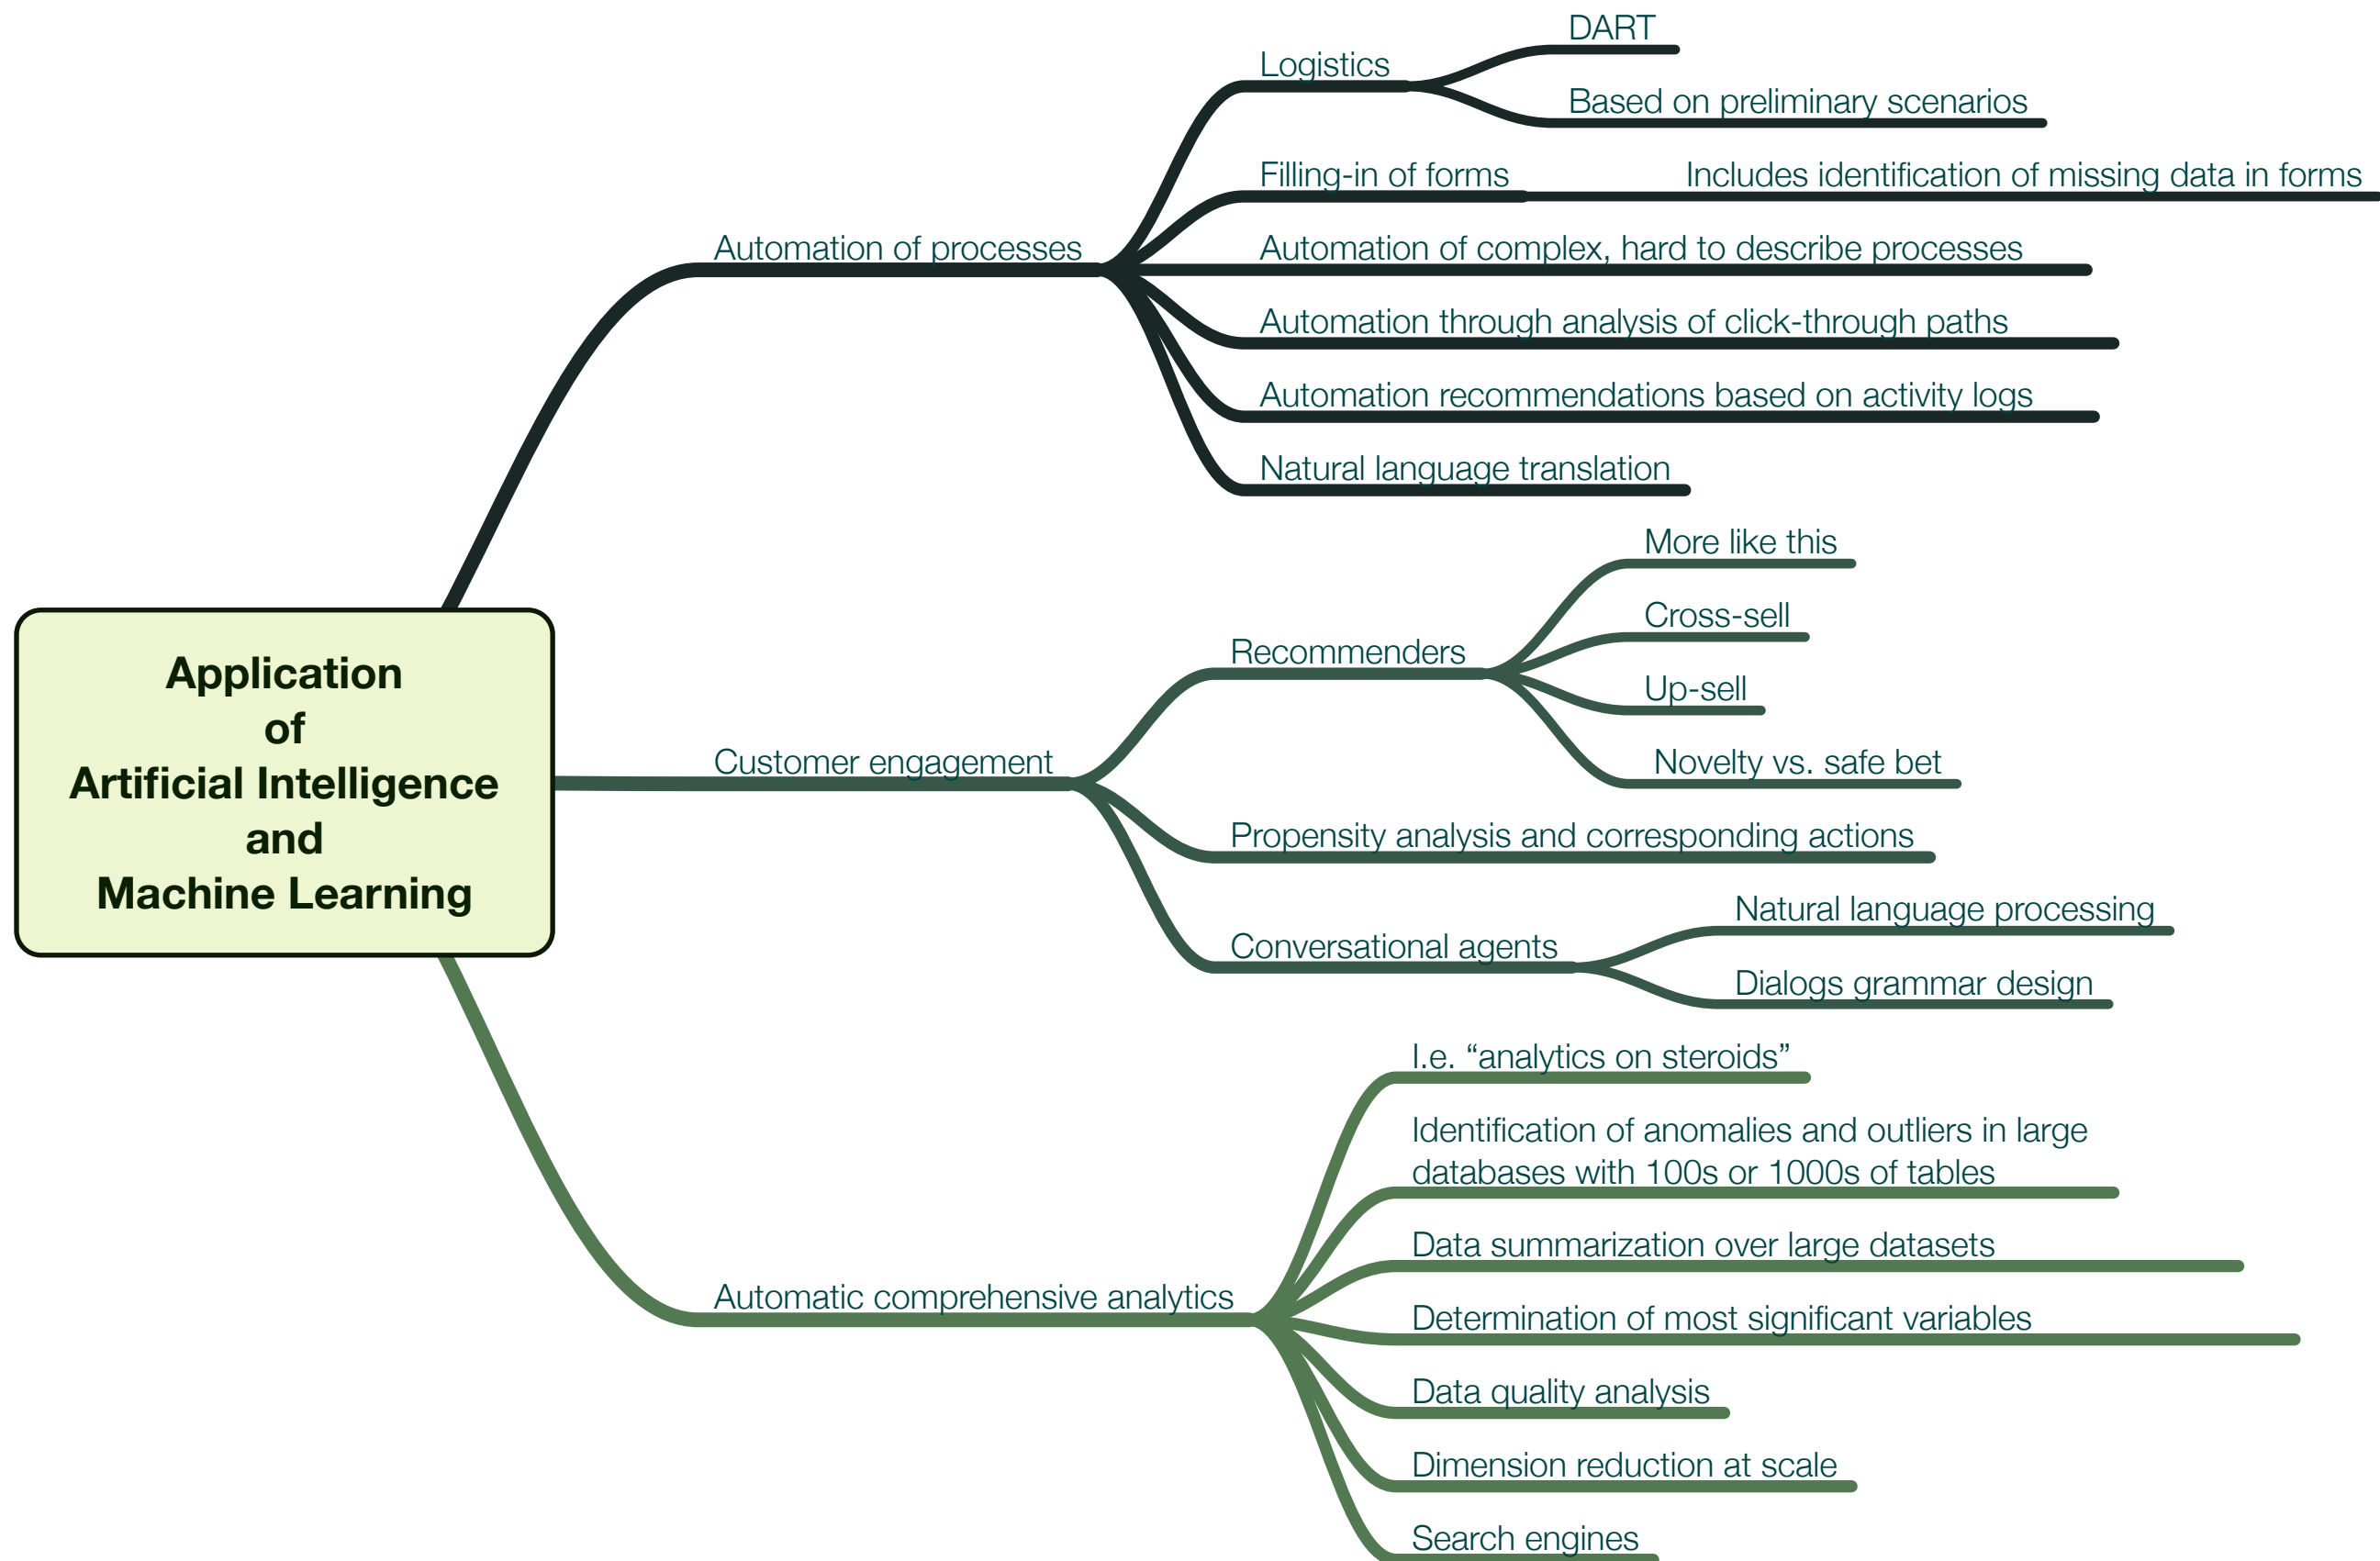 Application
of
Artificial Intelligence
and
Machine Learning
Automation of processes
Logistics
DART
Based on preliminary scenarios
Filling-in of forms
Includes identification of missing data in forms
Automation of complex, hard to describe processes
Automation through analysis of click-through paths
Automation recommendations based on activity logs
Natural language translation
Customer engagement
Recommenders
More like this
Cross-sell
Up-sell
Novelty vs. safe bet
Propensity analysis and corresponding actions
Conversational agents
Natural language processing
Dialogs grammar design
Automatic comprehensive analytics
I.e. “analytics on steroids”
Identification of anomalies and outliers in large
databases with 100s or 1000s of tables
Data summarization over large datasets
Determination of most significant variables
Data quality analysis
Dimension reduction at scale
Search engines